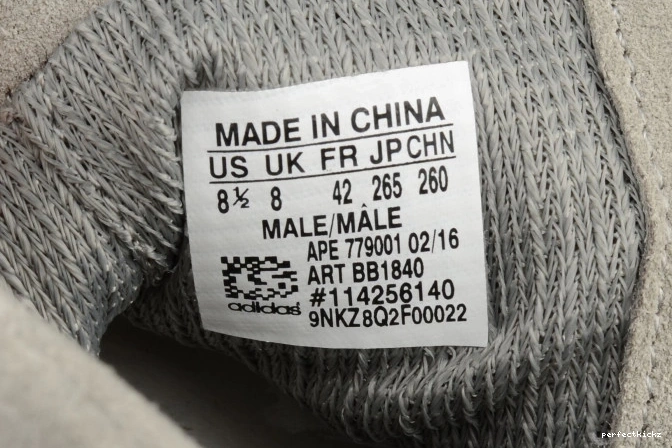 MADE IN CHINA
US UK FR JP CHN
8½ 8 42 265 260
MALE/MÂLE
APE 779001 02/16
ART BB1840
#114256140
adidas
9NKZ8Q2F00022
perfectkickz